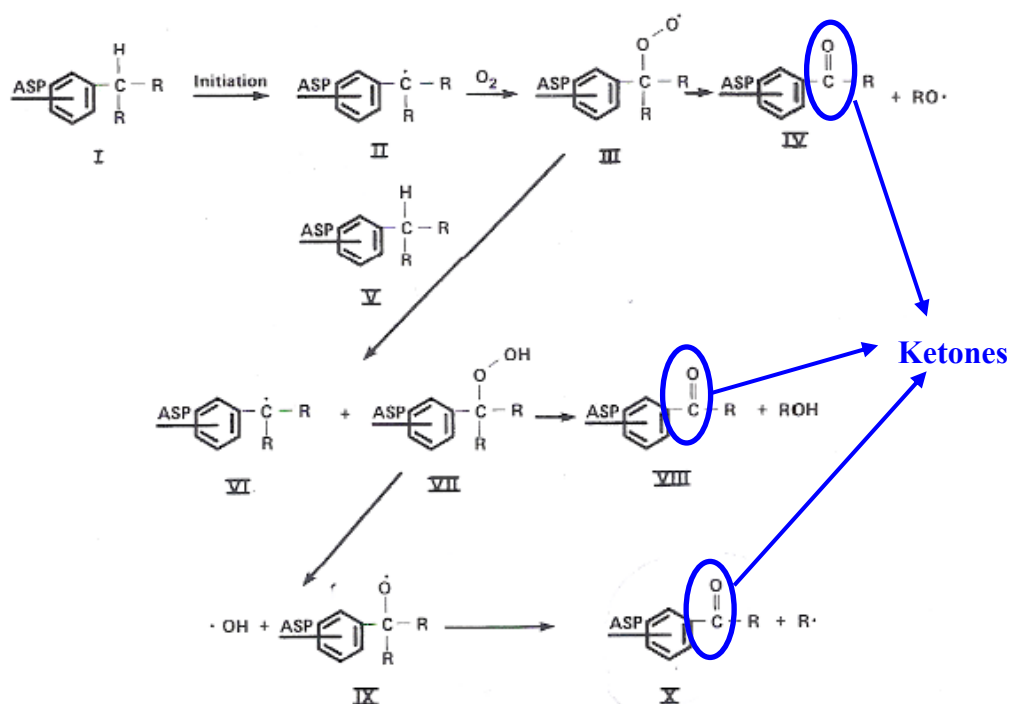 H
ASP C R
R
I
Initiation
ASP Ċ R
R
II
O₂
O Ȯ
ASP C R
R
III
O
ASP C R + RO·
IV
H
ASP C R
R
V
Ketones
ASP Ċ R
R
VI
+
O OH
ASP C R
R
VII
O
ASP C R + ROH
VIII
· OH +
Ȯ
ASP C R
R
IX
O
ASP C R + R·
X